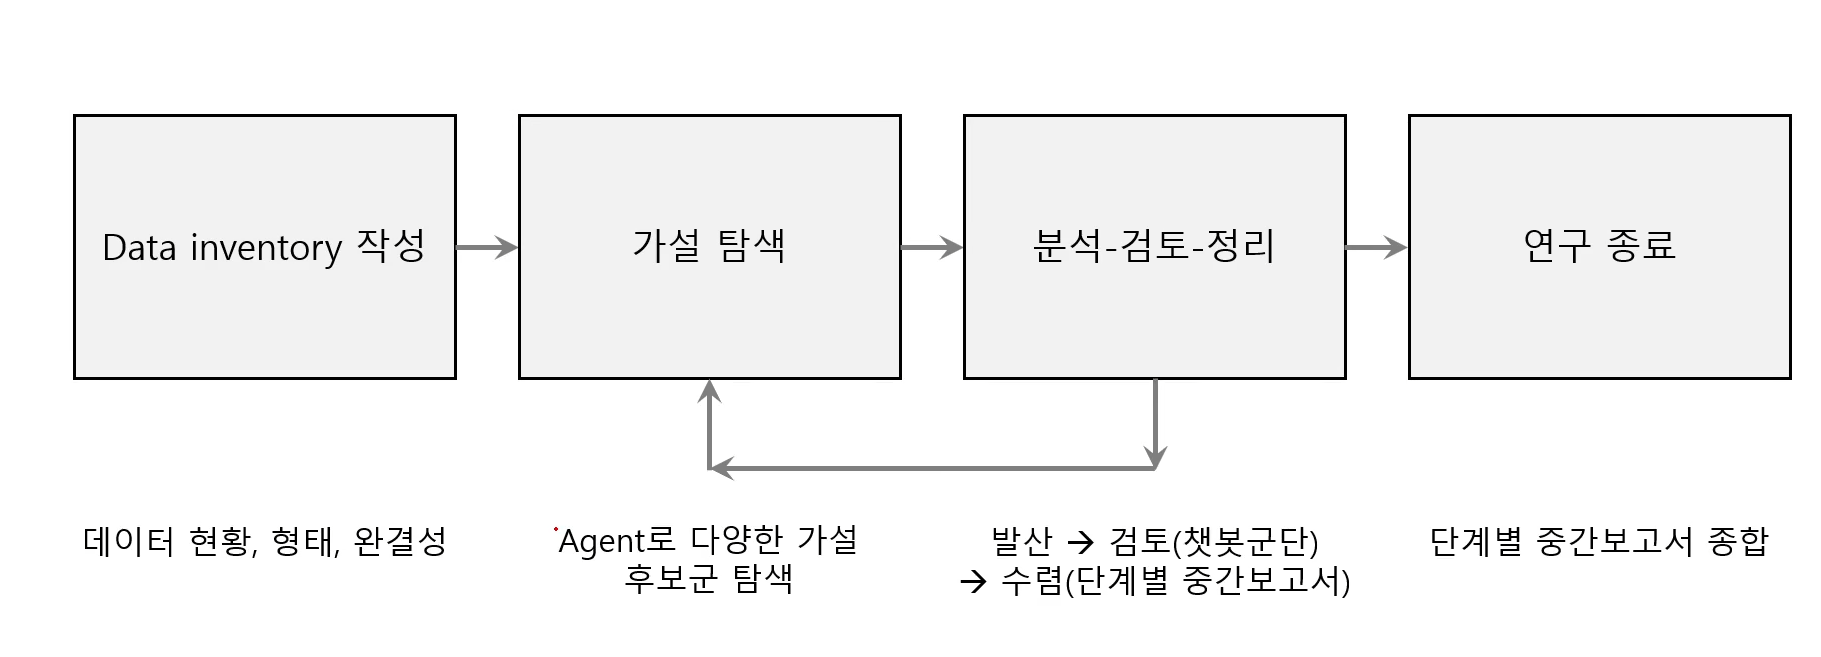 Data inventory 작성
가설 탐색
분석-검토-정리
연구 종료
데이터 현황, 형태, 완결성
Agent로 다양한 가설
후보군 탐색
발산 → 검토(챗봇군단)
→ 수렴(단계별 중간보고서)
단계별 중간보고서 종합